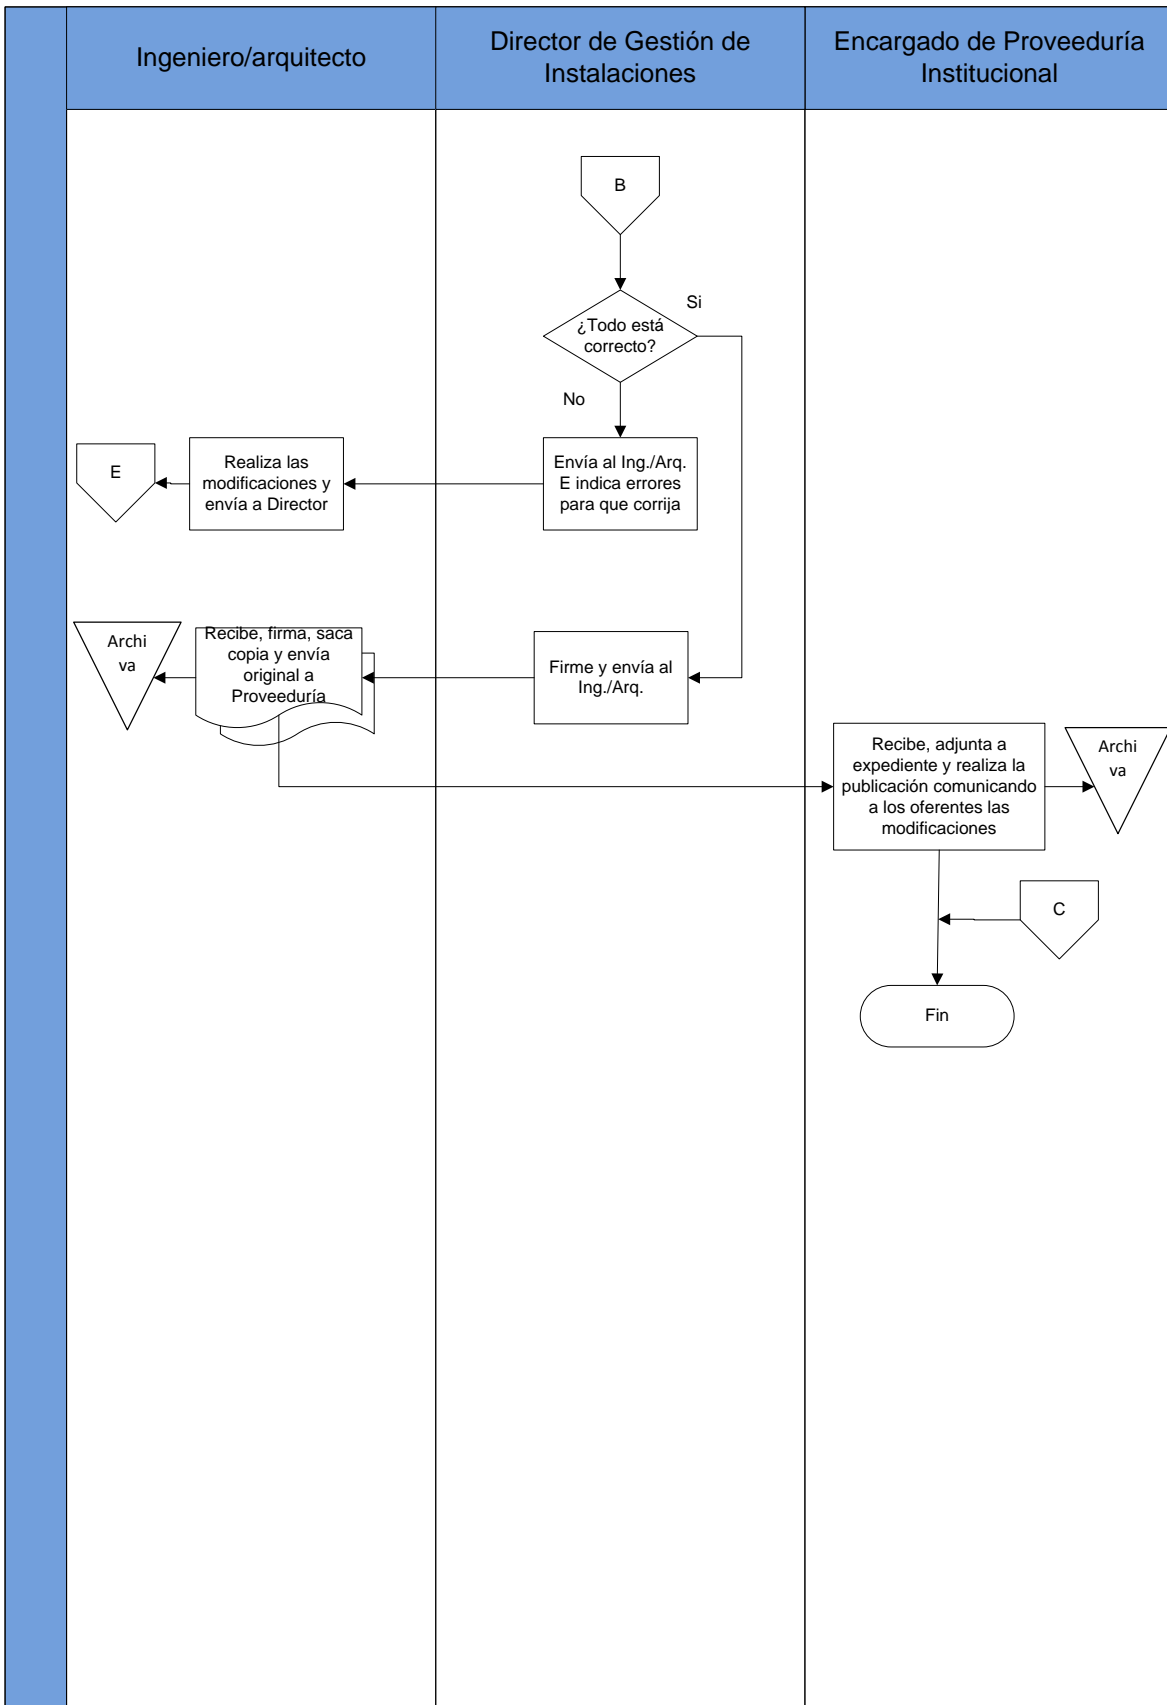 Ingeniero/arquitecto
Director de Gestión de
Instalaciones
Encargado de Proveeduría
Institucional
B
Si
¿Todo está
correcto?
No
E
Realiza las
modificaciones y
envía a Director
Envía al Ing./Arq.
E indica errores
para que corrija
Archi
va
Recibe, firma, saca
copia y envía
original a
Proveeduría
Firme y envía al
Ing./Arq.
Recibe, adjunta a
expediente y realiza la
publicación comunicando
a los oferentes las
modificaciones
Archi
va
C
Fin